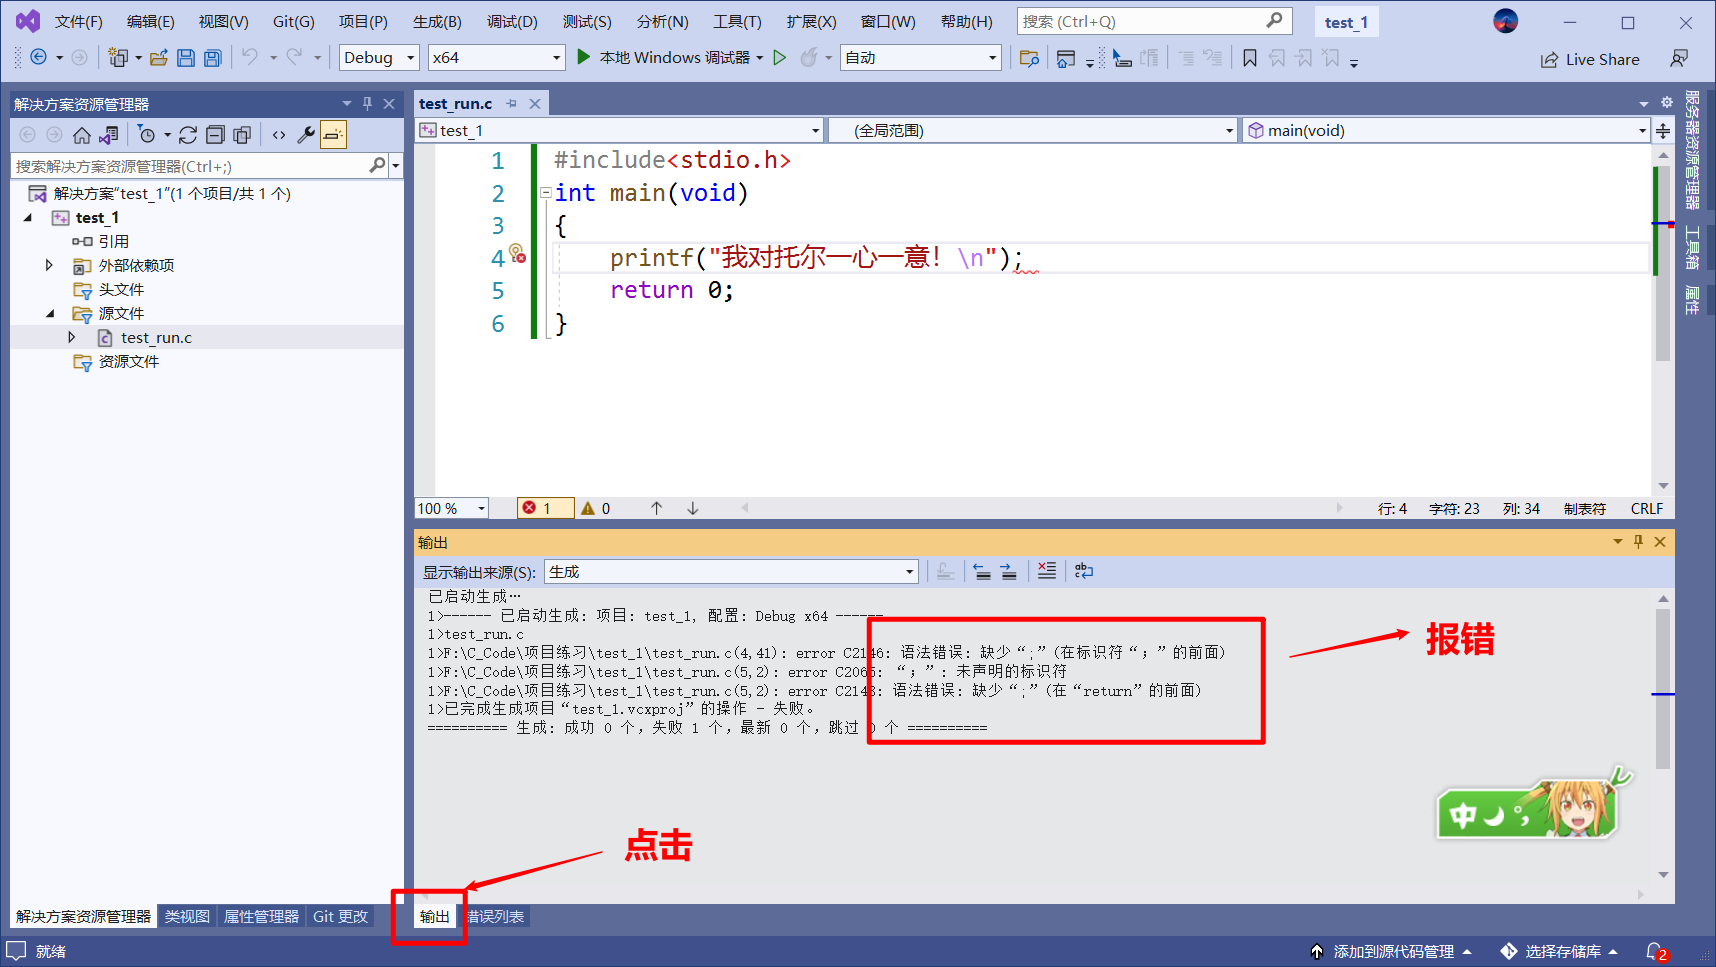 文件(F) 编辑(E) 视图(V) Git(G) 项目(P) 生成(B) 调试(D) 测试(S) 分析(N) 工具(T) 扩展(X) 窗口(W) 帮助(H) 搜索 (Ctrl+Q) test_1
Debug x64 本地 Windows 调试器 自动 Live Share
解决方案资源管理器
搜索解决方案资源管理器(Ctrl+;)
解决方案“test_1”(1 个项目/共 1 个)
test_1
引用
外部依赖项
头文件
源文件
test_run.c
资源文件
test_run.c
test_1 (全局范围) main(void)
1 #include<stdio.h>
2 int main(void)
3 {
4 printf("我对托尔一心一意！\n");
5 return 0;
6 }
100 % 1 0 行: 4 字符: 23 列: 34 制表符 CRLF
输出
显示输出来源(S): 生成
已启动生成…
1>------ 已启动生成: 项目: test_1, 配置: Debug x64 ------
1>test_run.c
1>F:\C_Code\项目练习\test_1\test_run.c(4,41): error C2146: 语法错误: 缺少“;”(在标识符“；”的前面)
1>F:\C_Code\项目练习\test_1\test_run.c(5,2): error C2065: “；”: 未声明的标识符
1>F:\C_Code\项目练习\test_1\test_run.c(5,2): error C2143: 语法错误: 缺少“;”(在“return”的前面)
1>已完成生成项目“test_1.vcxproj”的操作 - 失败。
========== 生成: 成功 0 个，失败 1 个，最新 0 个，跳过 0 个 ==========
报错
中
点击
服务器资源管理器
工具箱
属性
解决方案资源管理器 类视图 属性管理器 Git 更改 输出 错误列表
就绪 添加到源代码管理 选择存储库 2